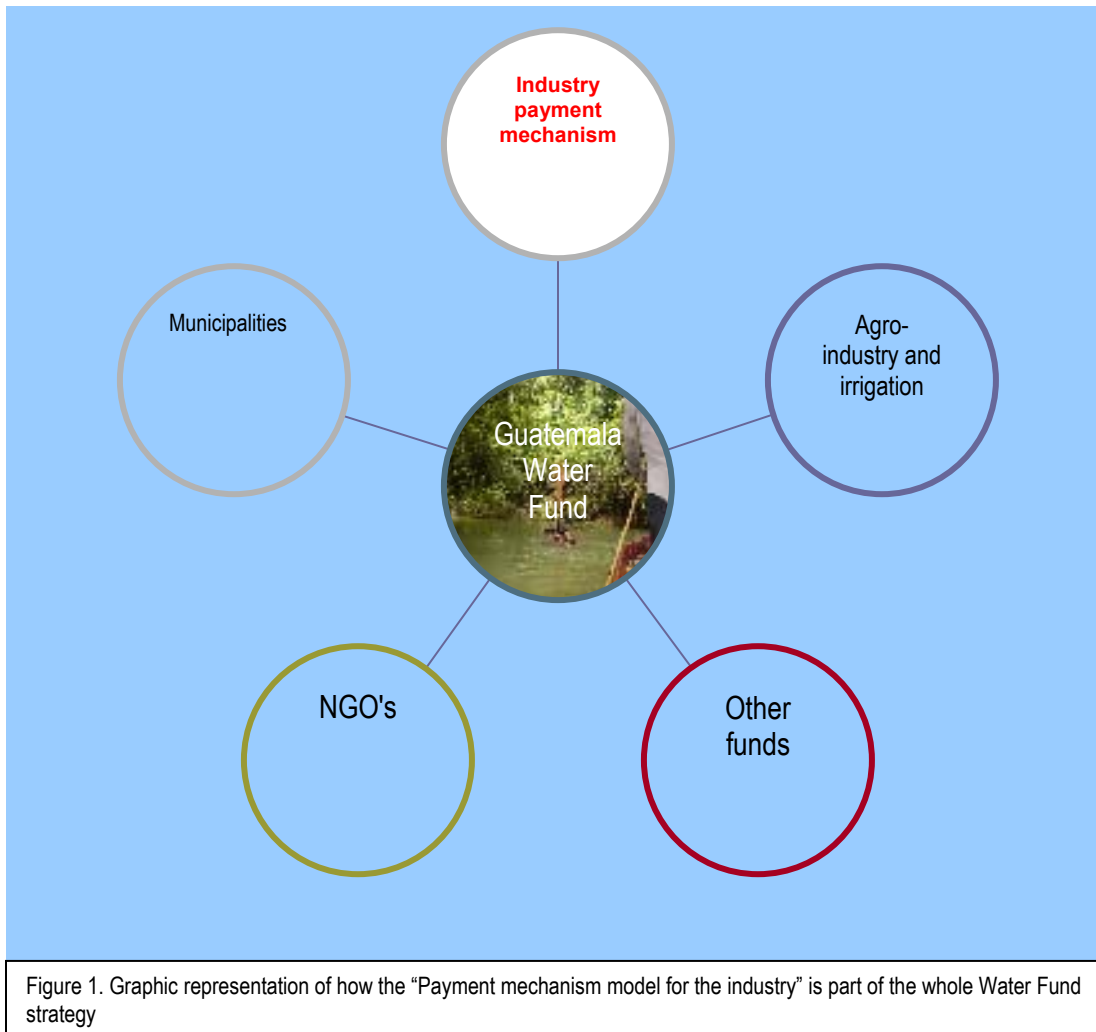 Industry
payment
mechanism
Municipalities
Agro-
industry and
irrigation
Guatemala
Water
Fund
NGO's
Other
funds
Figure 1. Graphic representation of how the “Payment mechanism model for the industry” is part of the whole Water Fund
strategy